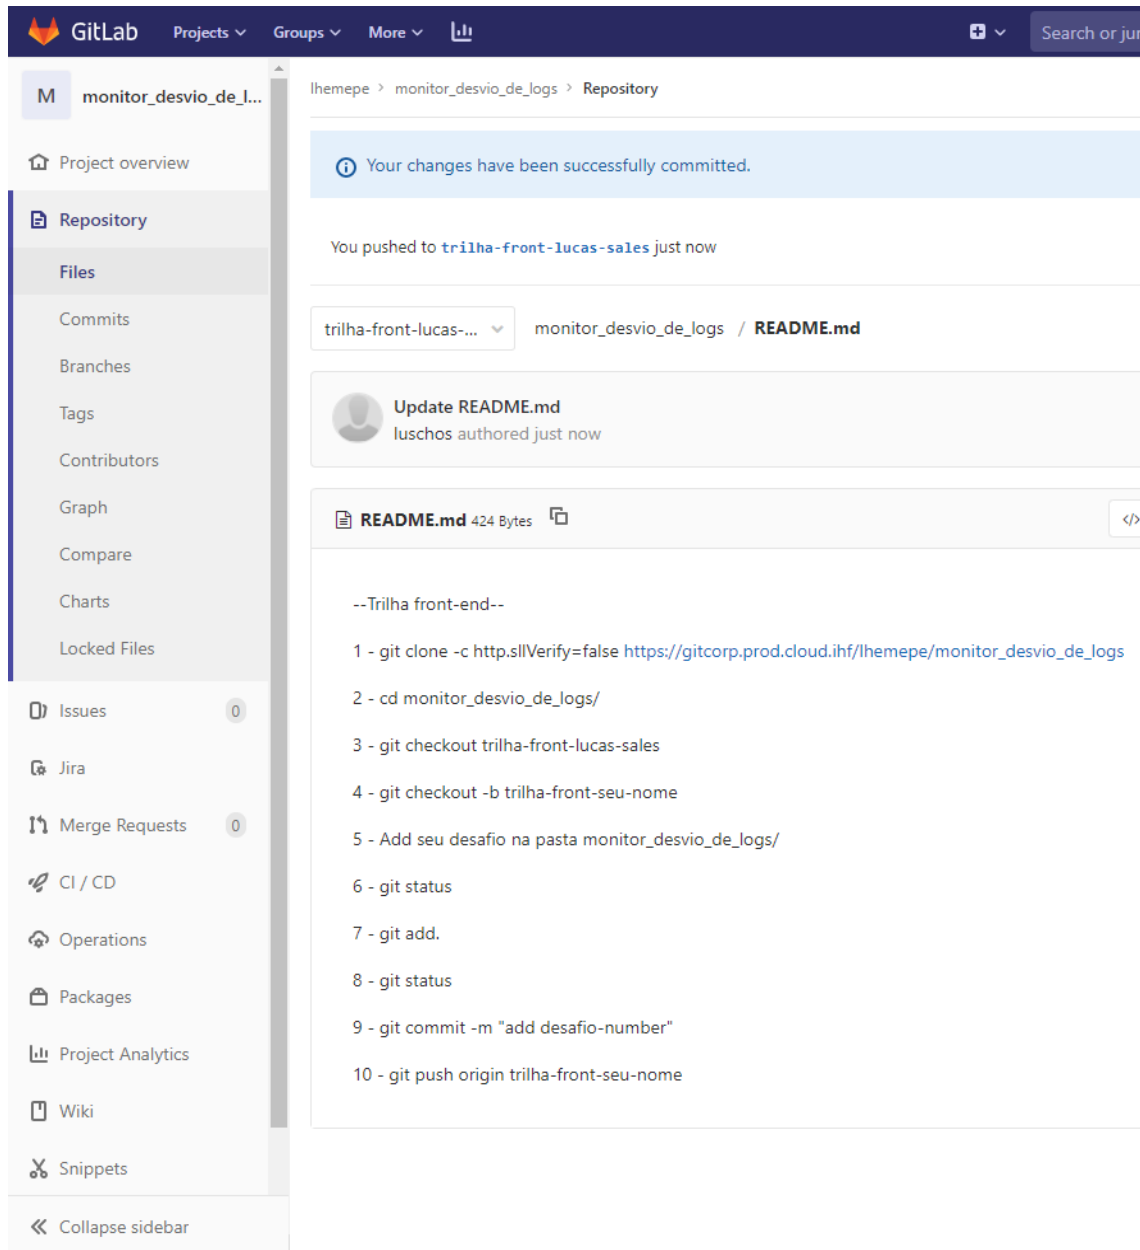 GitLab Projects Groups More Search or jur
M monitor_desvio_de_l...
Project overview
Repository
Files
Commits
Branches
Tags
Contributors
Graph
Compare
Charts
Locked Files
Issues 0
Jira
Merge Requests 0
CI / CD
Operations
Packages
Project Analytics
Wiki
Snippets
Collapse sidebar
lhemepe > monitor_desvio_de_logs > Repository
Your changes have been successfully committed.
You pushed to trilha-front-lucas-sales just now
trilha-front-lucas-... monitor_desvio_de_logs / README.md
Update README.md
luschos authored just now
README.md 424 Bytes </>
--Trilha front-end--
1 - git clone -c http.sllVerify=false https://gitcorp.prod.cloud.ihf/lhemepe/monitor_desvio_de_logs
2 - cd monitor_desvio_de_logs/
3 - git checkout trilha-front-lucas-sales
4 - git checkout -b trilha-front-seu-nome
5 - Add seu desafio na pasta monitor_desvio_de_logs/
6 - git status
7 - git add.
8 - git status
9 - git commit -m "add desafio-number"
10 - git push origin trilha-front-seu-nome